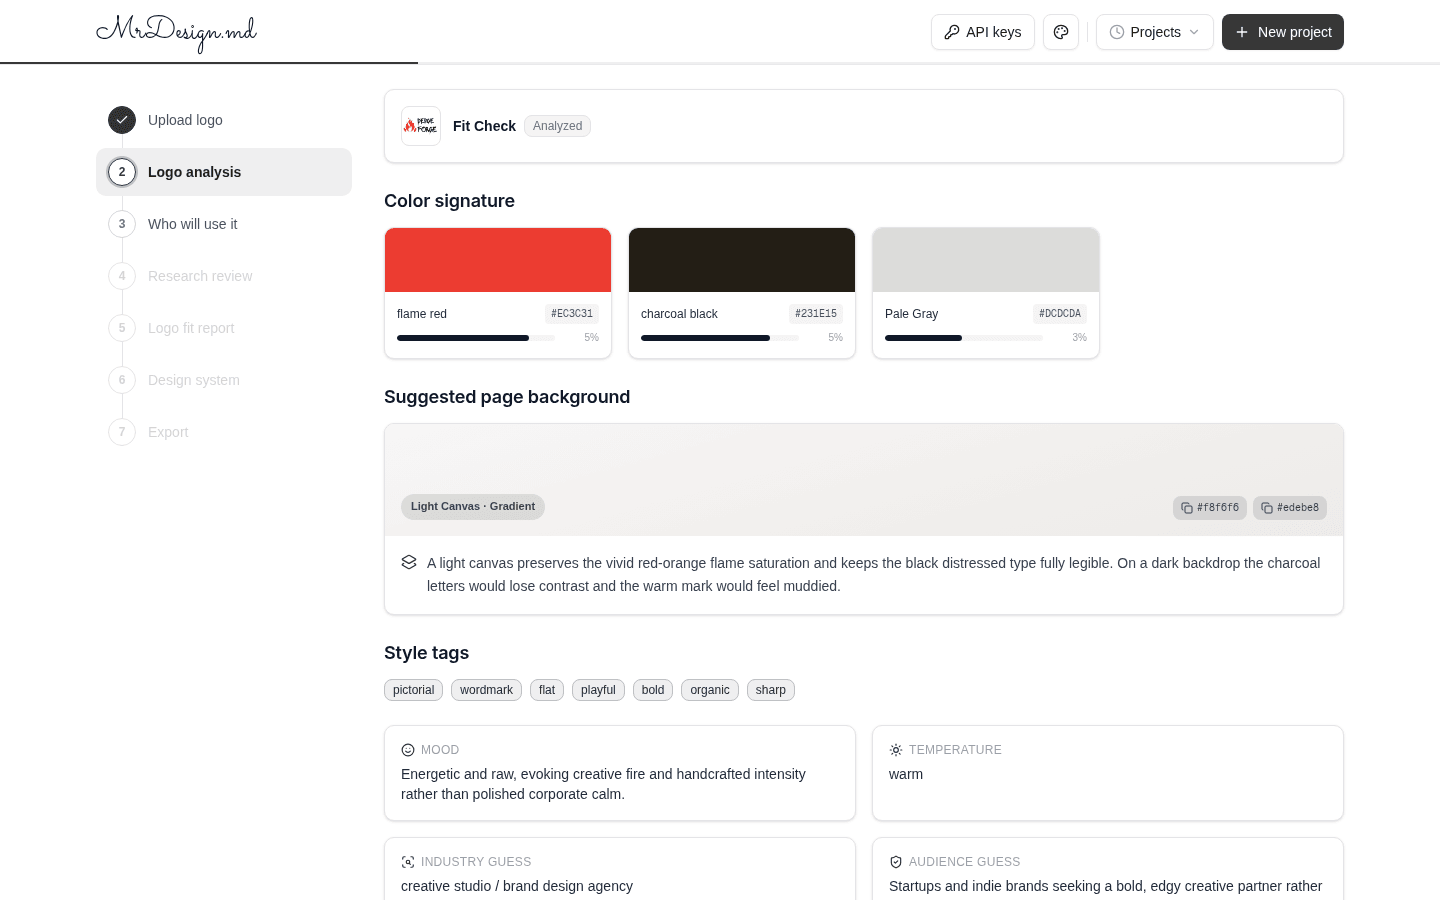 MrDesign.md
API keys
Projects
New project
Upload logo
2
Logo analysis
3
Who will use it
4
Research review
5
Logo fit report
6
Design system
7
Export
FORGE
Fit Check
Analyzed
Color signature
flame red
#EC3C31
5%
charcoal black
#231E15
5%
Pale Gray
#DCDCDA
3%
Suggested page background
Light Canvas · Gradient
#f8f6f6
#edebe8
A light canvas preserves the vivid red-orange flame saturation and keeps the black distressed type fully legible. On a dark backdrop the charcoal
letters would lose contrast and the warm mark would feel muddied.
Style tags
pictorial
wordmark
flat
playful
bold
organic
sharp
MOOD
Energetic and raw, evoking creative fire and handcrafted intensity
rather than polished corporate calm.
TEMPERATURE
warm
INDUSTRY GUESS
creative studio / brand design agency
AUDIENCE GUESS
Startups and indie brands seeking a bold, edgy creative partner rather